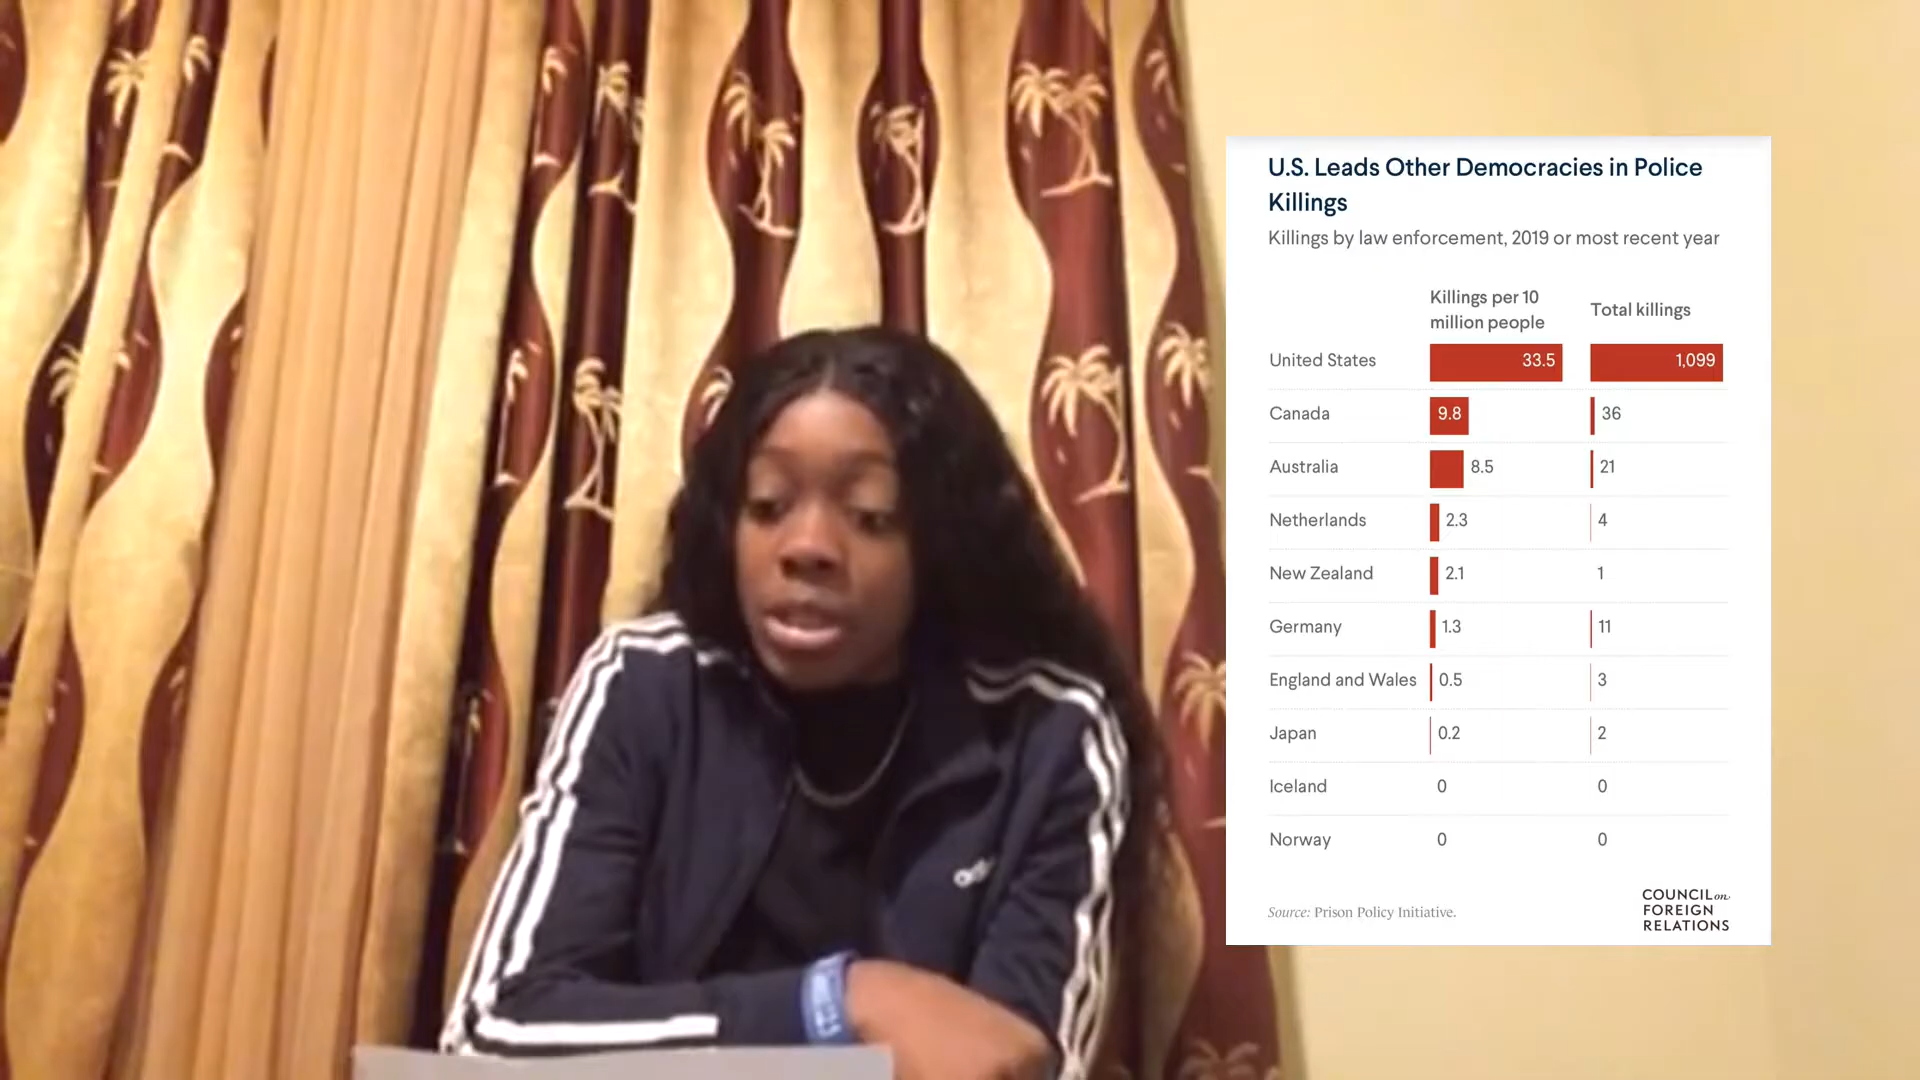 U.S. Leads Other Democracies in Police
Killings
Killings by law enforcement, 2019 or most recent year
Killings per 10
million people
Total killings
United States 33.5 1,099
Canada 9.8 36
Australia 8.5 21
Netherlands 2.3 4
New Zealand 2.1 1
Germany 1.3 11
England and Wales 0.5 3
Japan 0.2 2
Iceland 0 0
Norway 0 0
Source: Prison Policy Initiative.
COUNCIL on
FOREIGN
RELATIONS